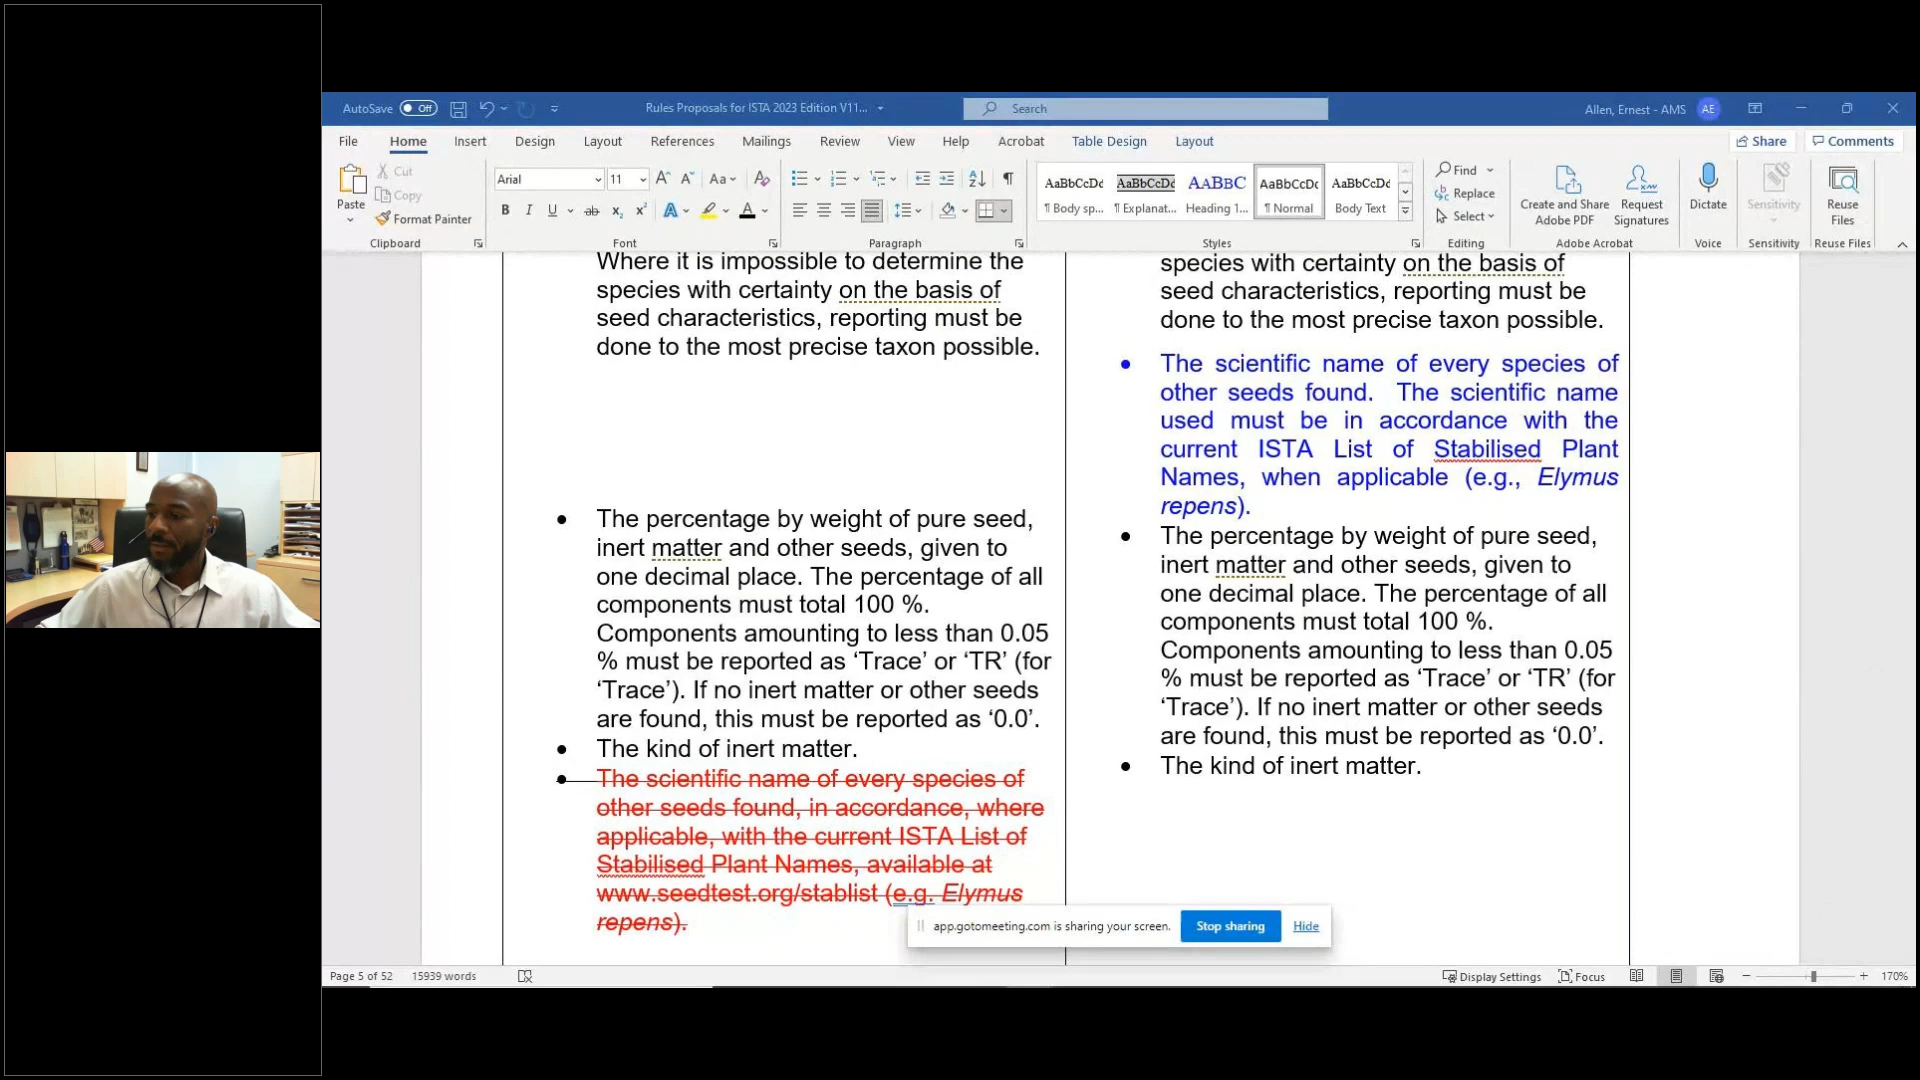 AutoSave Off Rules Proposals for ISTA 2023 Edition V11... Search Allen, Ernest - AMS AE
File Home Insert Design Layout References Mailings Review View Help Acrobat Table Design Layout Share Comments
Paste
Cut
Copy
Format Painter
Clipboard
Arial 11
Font
Paragraph
AaBbCcDc AaBbCcDc AABBC AaBbCcDc AaBbCcDc
¶ Body sp... ¶ Explanat... Heading 1... ¶ Normal Body Text
Styles
Find
Replace
Select
Editing
Create and Share
Adobe PDF
Request
Signatures
Adobe Acrobat
Dictate
Voice
Sensitivity
Sensitivity
Reuse
Files
Reuse Files
Where it is impossible to determine the
species with certainty on the basis of
seed characteristics, reporting must be
done to the most precise taxon possible.
• The percentage by weight of pure seed,
inert matter and other seeds, given to
one decimal place. The percentage of all
components must total 100 %.
Components amounting to less than 0.05
% must be reported as ‘Trace’ or ‘TR’ (for
‘Trace’). If no inert matter or other seeds
are found, this must be reported as ‘0.0’.
• The kind of inert matter.
• The scientific name of every species of
other seeds found, in accordance, where
applicable, with the current ISTA List of
Stabilised Plant Names, available at
www.seedtest.org/stablist (e.g. Elymus
repens).
species with certainty on the basis of
seed characteristics, reporting must be
done to the most precise taxon possible.
• The scientific name of every species of
other seeds found. The scientific name
used must be in accordance with the
current ISTA List of Stabilised Plant
Names, when applicable (e.g., Elymus
repens).
• The percentage by weight of pure seed,
inert matter and other seeds, given to
one decimal place. The percentage of all
components must total 100 %.
Components amounting to less than 0.05
% must be reported as ‘Trace’ or ‘TR’ (for
‘Trace’). If no inert matter or other seeds
are found, this must be reported as ‘0.0’.
• The kind of inert matter.
app.gotomeeting.com is sharing your screen. Stop sharing Hide
Page 5 of 52 15939 words Display Settings Focus 170%